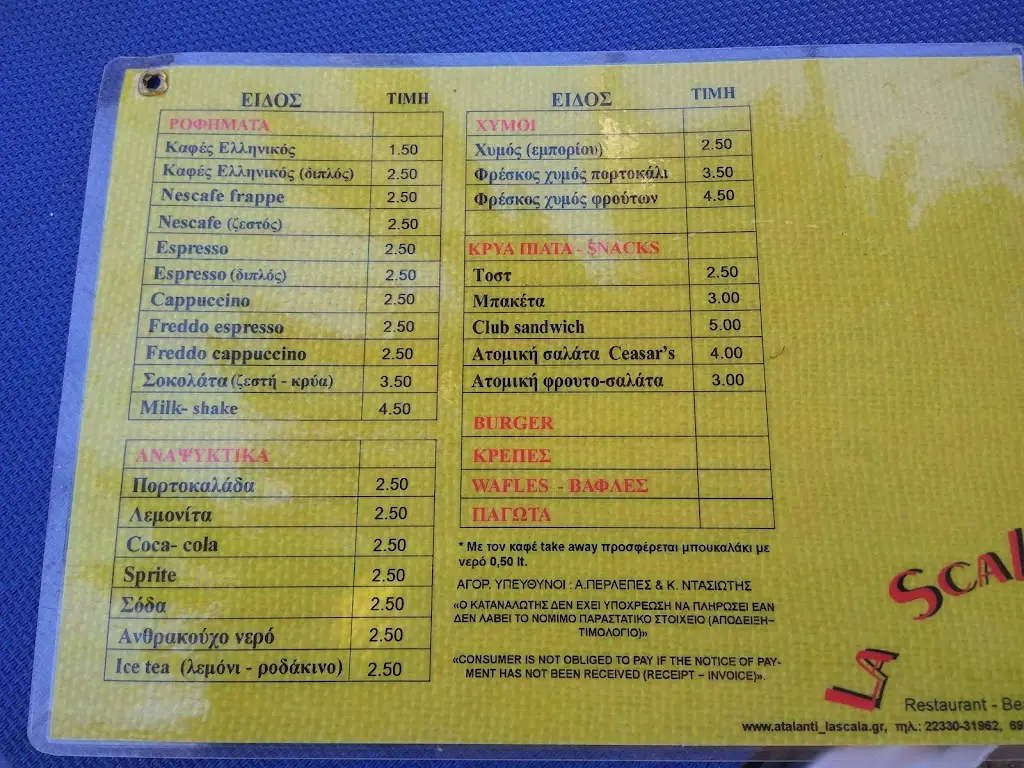 ΕΙΔΟΣ ΤΙΜΗ
ΡΟΦΗΜΑΤΑ
Καφές Ελληνικός 1.50
Καφές Ελληνικός (διπλός) 2.50
Nescafe frappe 2.50
Nescafe (ζεστός) 2.50
Espresso 2.50
Espresso (διπλός) 2.50
Cappuccino 2.50
Freddo espresso 2.50
Freddo cappuccino 2.50
Σοκολάτα (ζεστή - κρύα) 3.50
Milk- shake 4.50
ΑΝΑΨΥΚΤΙΚΑ
Πορτοκαλάδα 2.50
Λεμονίτα 2.50
Coca- cola 2.50
Sprite 2.50
Σόδα 2.50
Ανθρακούχο νερό 2.50
Ice tea (λεμόνι - ροδάκινο) 2.50
ΕΙΔΟΣ ΤΙΜΗ
ΧΥΜΟΙ
Χυμός (εμπορίου) 2.50
Φρέσκος χυμός πορτοκάλι 3.50
Φρέσκος χυμός φρούτων 4.50
ΚΡΥΑ ΠΙΑΤΑ - SNACKS
Τοστ 2.50
Μπακέτα 3.00
Club sandwich 5.00
Ατομική σαλάτα Ceasar's 4.00
Ατομική φρουτο-σαλάτα 3.00
BURGER
ΚΡΕΠΕΣ
WAFLES - ΒΑΦΛΕΣ
ΠΑΓΩΤΑ
* Με τον καφέ take away προσφέρεται μπουκαλάκι με
νερό 0,50 lt.
ΑΓΟΡ. ΥΠΕΥΘΥΝΟΙ : Α.ΠΕΡΛΕΠΕΣ & Κ. ΝΤΑΣΙΩΤΗΣ
«Ο ΚΑΤΑΝΑΛΩΤΗΣ ΔΕΝ ΕΧΕΙ ΥΠΟΧΡΕΩΣΗ ΝΑ ΠΛΗΡΩΣΕΙ ΕΑΝ
ΔΕΝ ΛΑΒΕΙ ΤΟ ΝΟΜΙΜΟ ΠΑΡΑΣΤΑΤΙΚΟ ΣΤΟΙΧΕΙΟ (ΑΠΟΔΕΙΞΗ–
ΤΙΜΟΛΟΓΙΟ)»
«CONSUMER IS NOT OBLIGED TO PAY IF THE NOTICE OF PAY-
MENT HAS NOT BEEN RECEIVED (RECEIPT – INVOICE)».
LA SCAL
Restaurant - Be
www.atalanti_lascala.gr, τηλ.: 22330-31962, 69